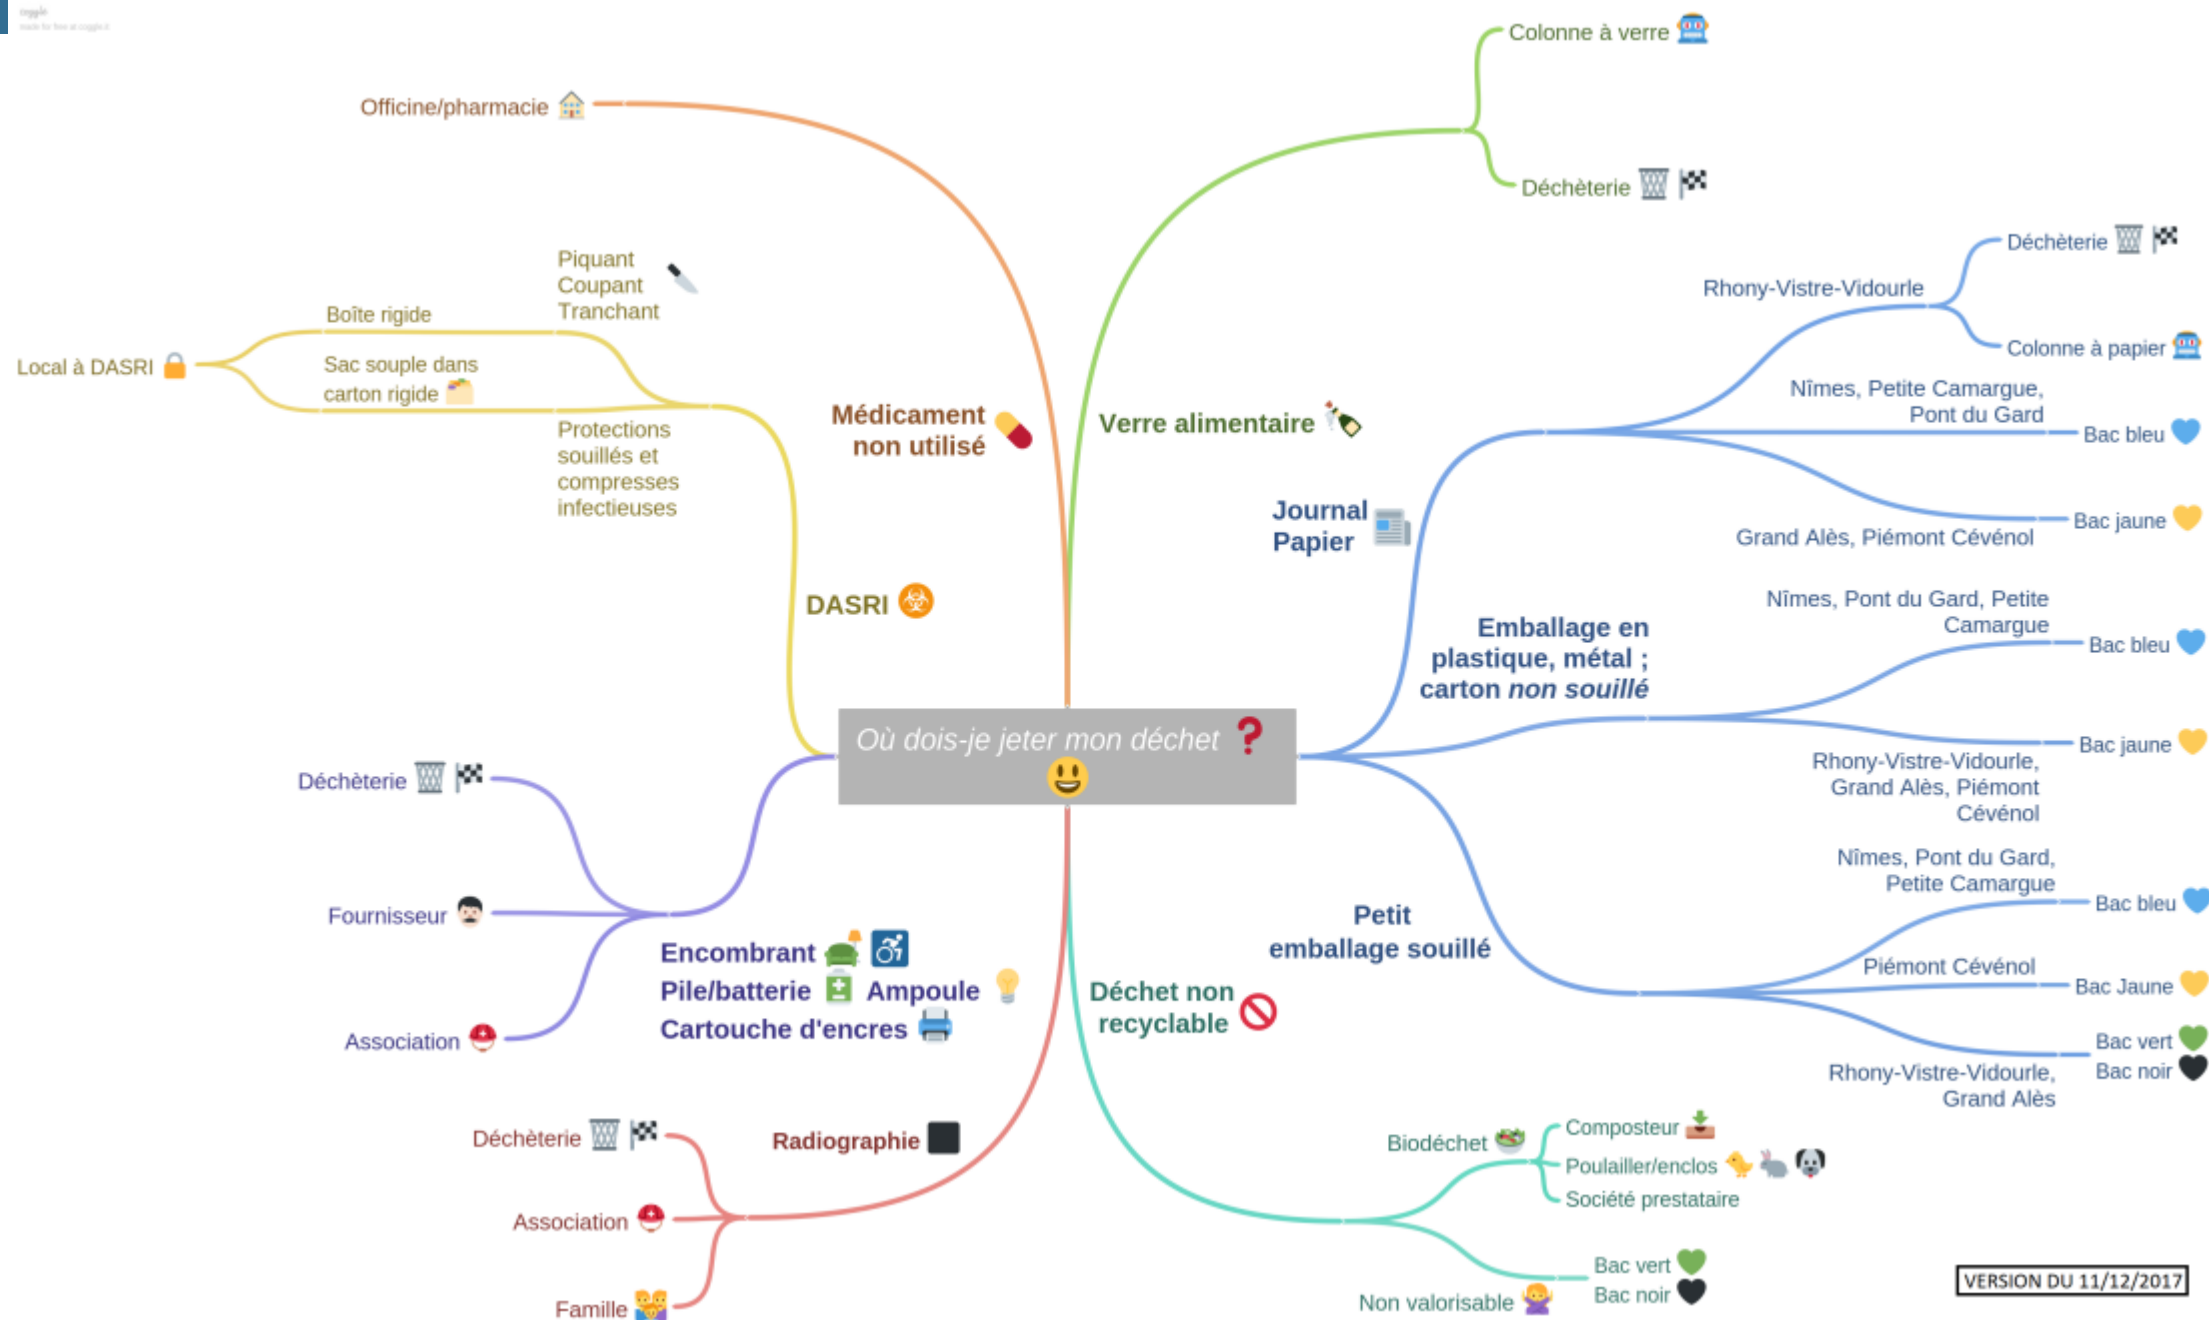 coggle
made for free at coggle.it
Officine/pharmacie
Piquant
Coupant
Tranchant
Boîte rigide
Local à DASRI
Sac souple dans
carton rigide
Protections
souillés et
compresses
infectieuses
Médicament
non utilisé
DASRI
Où dois-je jeter mon déchet ❓
Déchèterie
Fournisseur
Association
Encombrant
Pile/batterie
Ampoule
Cartouche d'encres
Radiographie
Déchèterie
Association
Famille
Verre alimentaire
Colonne à verre
Déchèterie
Journal
Papier
Rhony-Vistre-Vidourle
Déchèterie
Colonne à papier
Nîmes, Petite Camargue,
Pont du Gard
Bac bleu
Bac jaune
Grand Alès, Piémont Cévénol
Emballage en
plastique, métal ;
carton non souillé
Nîmes, Pont du Gard, Petite
Camargue
Bac bleu
Bac jaune
Rhony-Vistre-Vidourle,
Grand Alès, Piémont
Cévénol
Petit
emballage souillé
Nîmes, Pont du Gard,
Petite Camargue
Bac bleu
Piémont Cévénol
Bac Jaune
Bac vert
Bac noir
Rhony-Vistre-Vidourle,
Grand Alès
Déchet non
recyclable
Biodéchet
Composteur
Poulailler/enclos
Société prestataire
Non valorisable
Bac vert
Bac noir
VERSION DU 11/12/2017